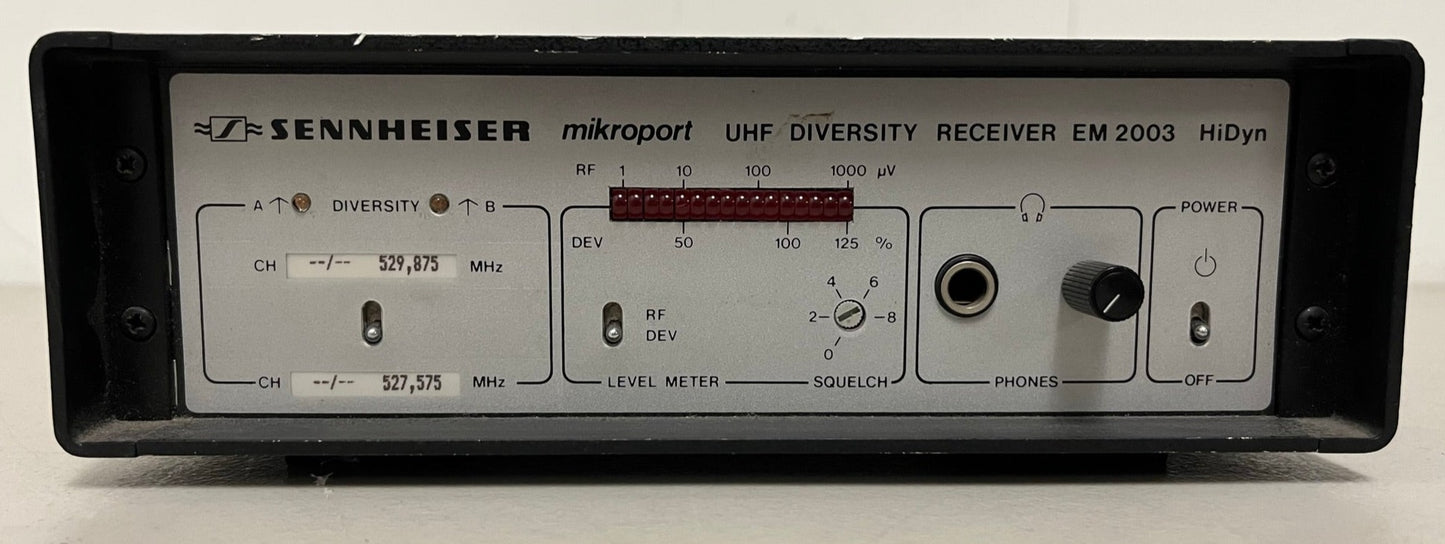 SENNHEISER mikroport UHF DIVERSITY RECEIVER EM 2003 HiDyn
RF 1 10 100 1000 µV
A DIVERSITY B
POWER
DEV 50 100 125 %
CH --/-- 529,875 MHz
4 6
RF
2 8
DEV
0
CH --/-- 527,575 MHz
LEVEL METER
SQUELCH
PHONES
OFF